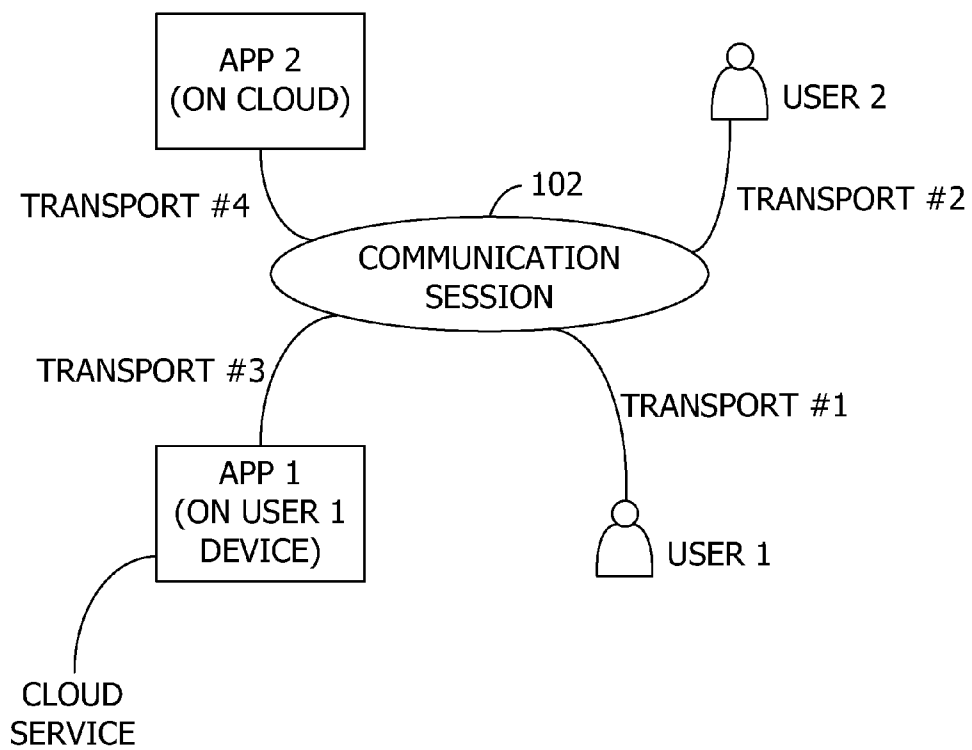 APP 2
(ON CLOUD)
USER 2
TRANSPORT #4
102
TRANSPORT #2
COMMUNICATION
SESSION
TRANSPORT #3
TRANSPORT #1
APP 1
(ON USER 1
DEVICE)
USER 1
CLOUD
SERVICE